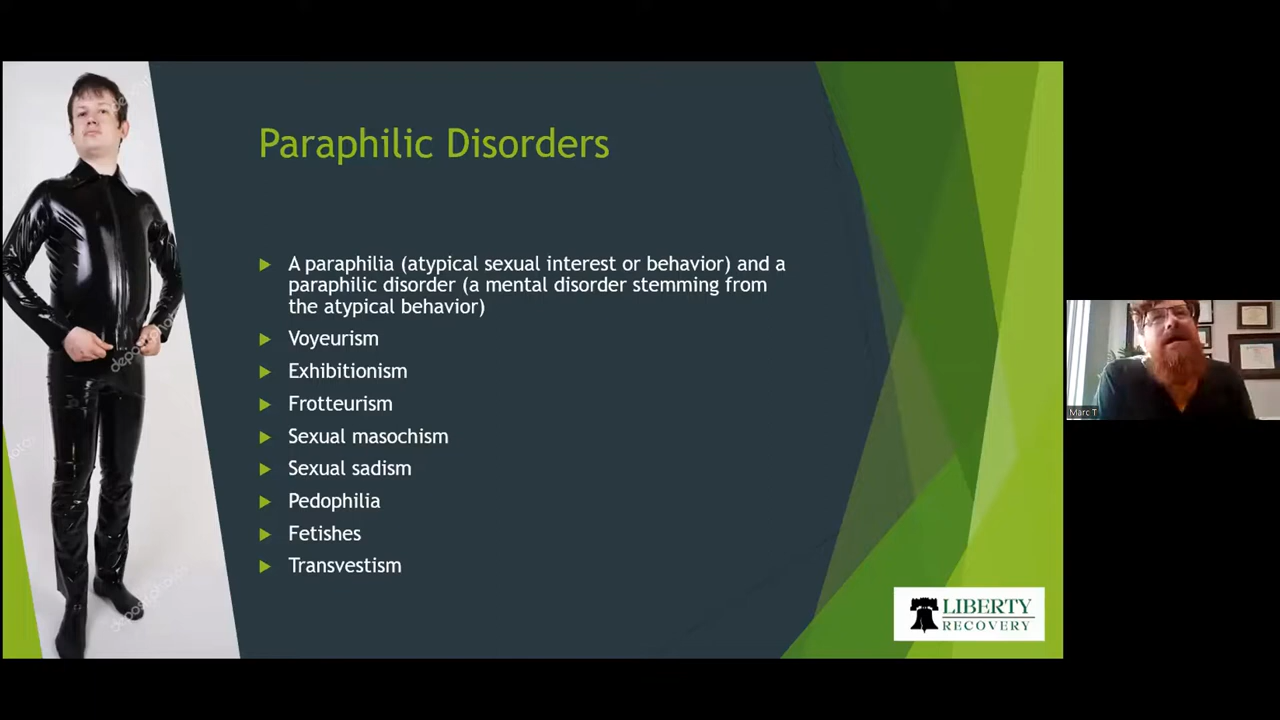 Paraphilic Disorders
A paraphilia (atypical sexual interest or behavior) and a
paraphilic disorder (a mental disorder stemming from
the atypical behavior)
Voyeurism
Exhibitionism
Frotteurism
Sexual masochism
Sexual sadism
Pedophilia
Fetishes
Transvestism
LIBERTY
RECOVERY
Marc T